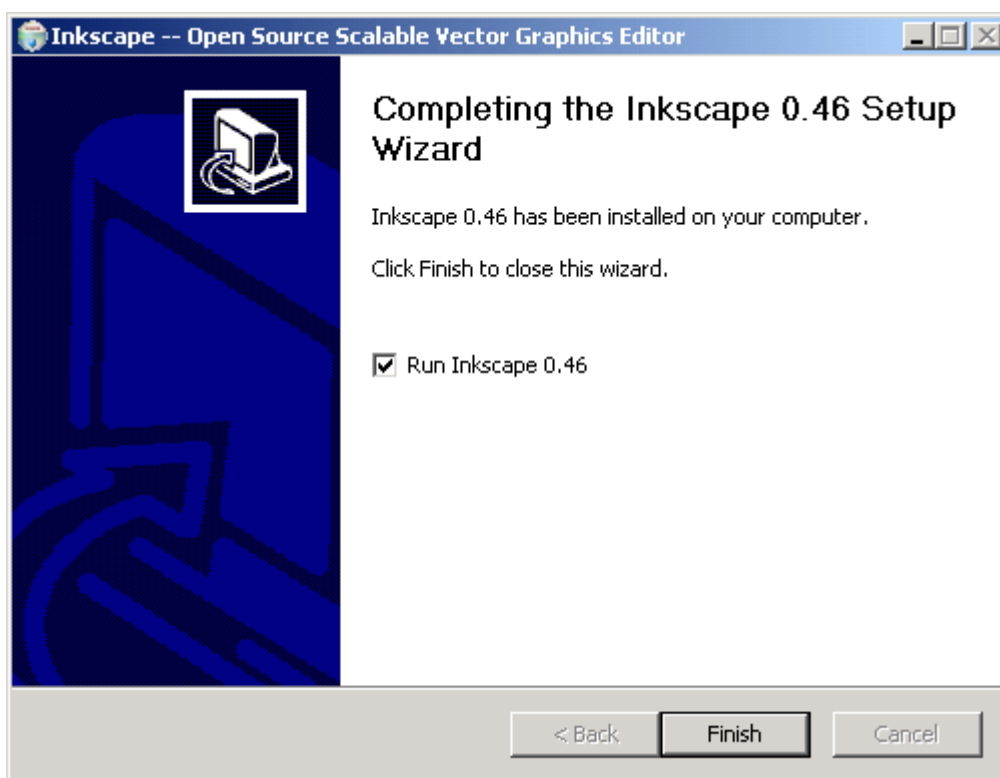 Inkscape -- Open Source Scalable Vector Graphics Editor
Completing the Inkscape 0.46 Setup
Wizard
Inkscape 0.46 has been installed on your computer.
Click Finish to close this wizard.
Run Inkscape 0.46
< Back
Finish
Cancel